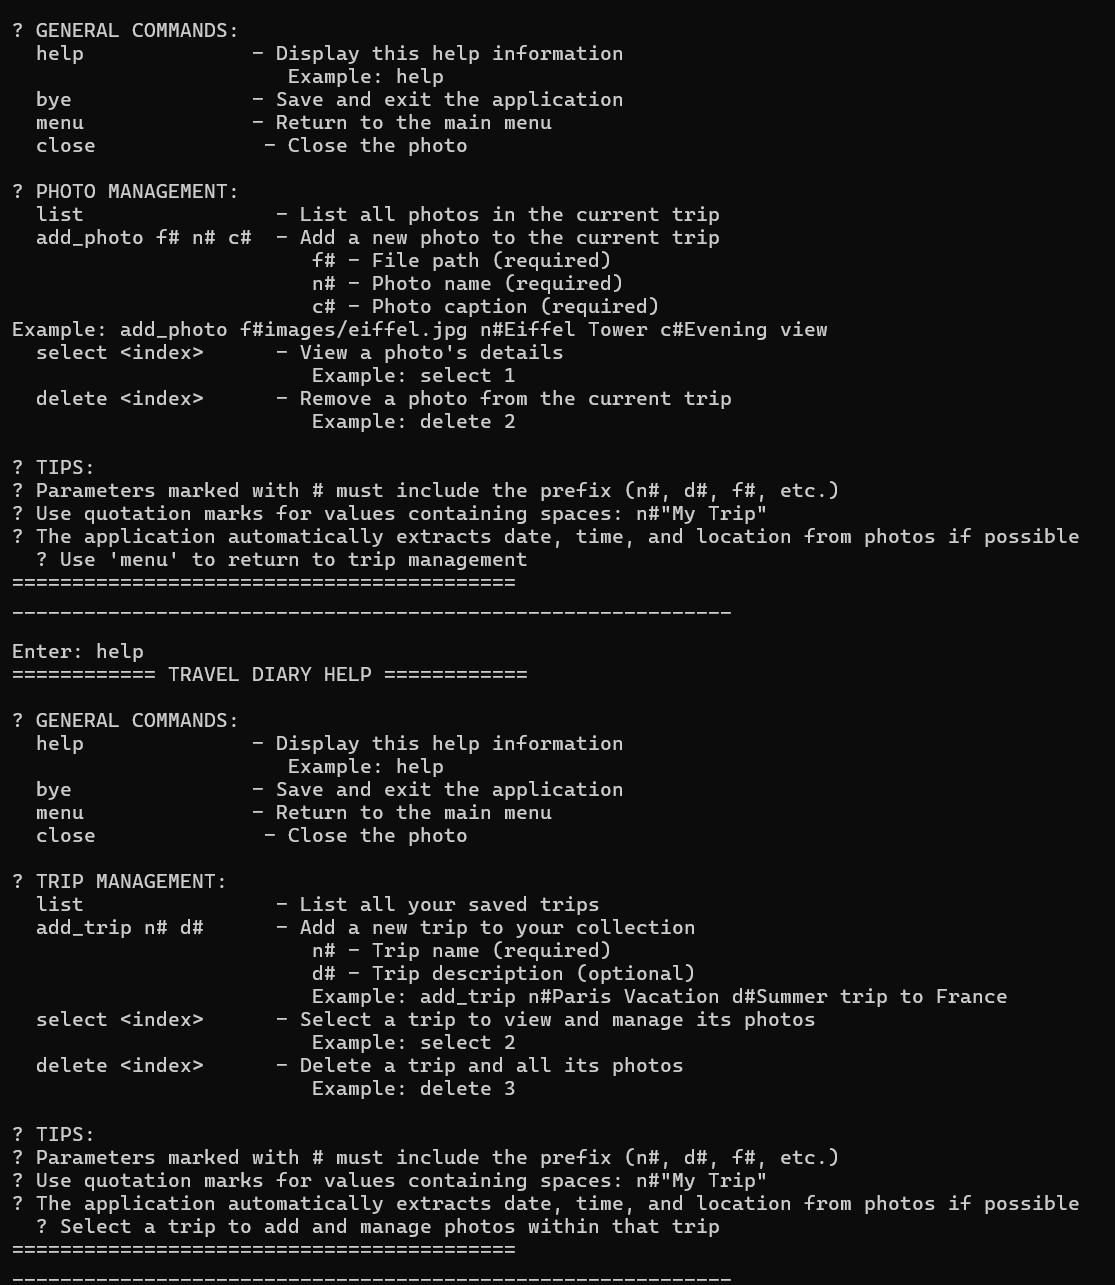 ? GENERAL COMMANDS:
  help              - Display this help information
                       Example: help
  bye               - Save and exit the application
  menu              - Return to the main menu
  close              - Close the photo

? PHOTO MANAGEMENT:
  list                - List all photos in the current trip
  add_photo f# n# c#  - Add a new photo to the current trip
                         f# - File path (required)
                         n# - Photo name (required)
                         c# - Photo caption (required)
Example: add_photo f#images/eiffel.jpg n#Eiffel Tower c#Evening view
  select <index>      - View a photo's details
                         Example: select 1
  delete <index>      - Remove a photo from the current trip
                         Example: delete 2

? TIPS:
? Parameters marked with # must include the prefix (n#, d#, f#, etc.)
? Use quotation marks for values containing spaces: n#"My Trip"
? The application automatically extracts date, time, and location from photos if possible
  ? Use 'menu' to return to trip management
==========================================
____________________________________________________________

Enter: help
============ TRAVEL DIARY HELP ============

? GENERAL COMMANDS:
  help              - Display this help information
                       Example: help
  bye               - Save and exit the application
  menu              - Return to the main menu
  close              - Close the photo

? TRIP MANAGEMENT:
  list                - List all your saved trips
  add_trip n# d#      - Add a new trip to your collection
                         n# - Trip name (required)
                         d# - Trip description (optional)
                         Example: add_trip n#Paris Vacation d#Summer trip to France
  select <index>      - Select a trip to view and manage its photos
                         Example: select 2
  delete <index>      - Delete a trip and all its photos
                         Example: delete 3

? TIPS:
? Parameters marked with # must include the prefix (n#, d#, f#, etc.)
? Use quotation marks for values containing spaces: n#"My Trip"
? The application automatically extracts date, time, and location from photos if possible
  ? Select a trip to add and manage photos within that trip
==========================================
____________________________________________________________